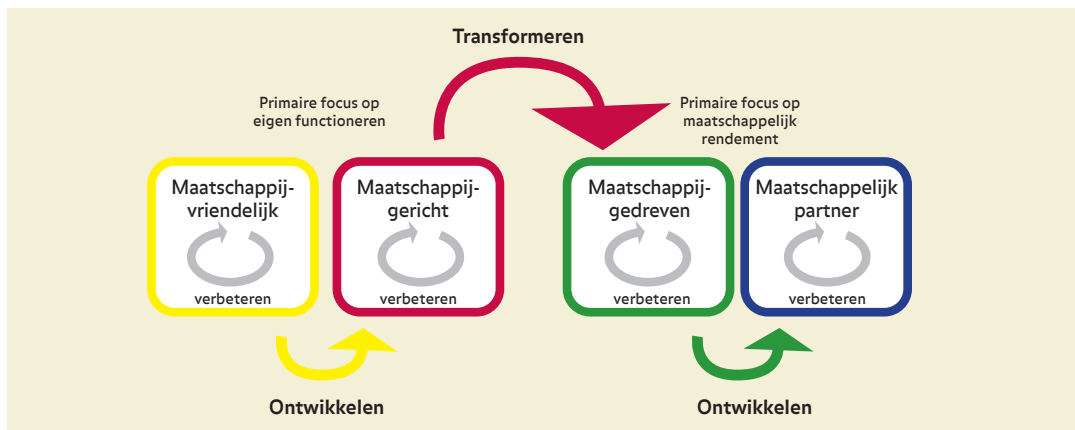 Transformeren
Primaire focus op
eigen functioneren
Primaire focus op
maatschappelijk
rendement
Maatschappij-
vriendelijk
verbeteren
Maatschappij-
gericht
verbeteren
Maatschappij-
gedreven
verbeteren
Maatschappelijk
partner
verbeteren
Ontwikkelen
Ontwikkelen